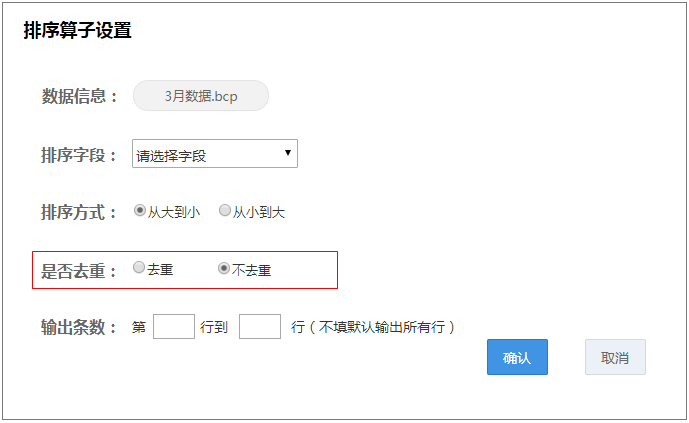 排序算子设置
数据信息： 3月数据.bcp
排序字段： 请选择字段
排序方式： 从大到小 从小到大
是否去重： 去重 不去重
输出条数： 第 行到 行（不填默认输出所有行）
确认 取消